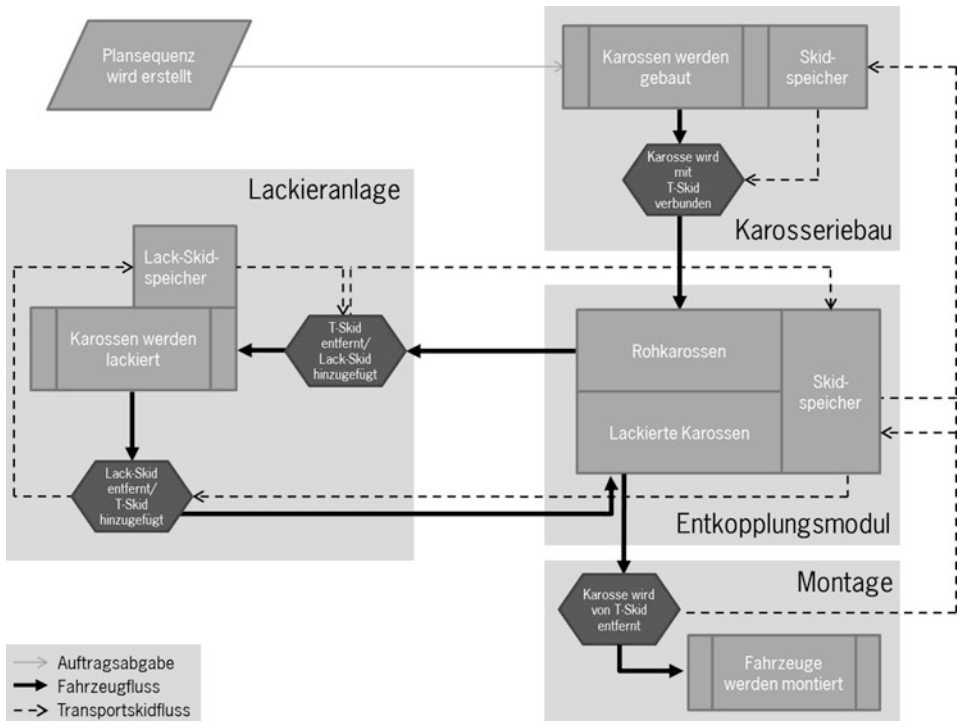 Plansequenz
wird erstellt
Karossen werden
gebaut
Skid-
speicher
Karosse wird
mit
T-Skid
verbunden
Karosseriebau
Lackieranlage
Lack-Skid-
speicher
Karossen werden
lackiert
T-Skid
entfernt/
Lack-Skid
hinzugefügt
Lack-Skid
entfernt/
T-Skid
hinzugefügt
Rohkarossen
Lackierte Karossen
Skid-
speicher
Entkopplungsmodul
Montage
Karosse wird
von T-Skid
entfernt
Fahrzeuge
werden montiert
Auftragsabgabe
Fahrzeugfluss
Transportskidfluss